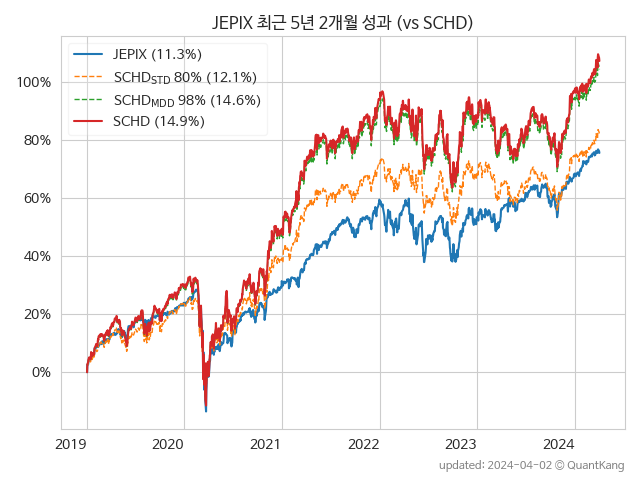 JEPIX 최근 5년 2개월 성과 (vs SCHD)
JEPIX (11.3%)
SCHD_STD 80% (12.1%)
SCHD_MDD 98% (14.6%)
SCHD (14.9%)
100%
80%
60%
40%
20%
0%
2019 2020 2021 2022 2023 2024
updated: 2024-04-02 © QuantKang